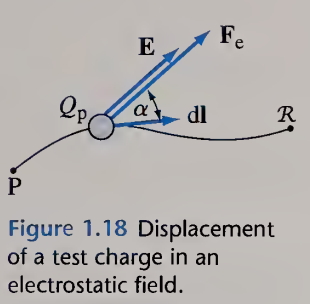 E
Fe
Qp
α
dl
R
P
Figure 1.18 Displacement
of a test charge in an
electrostatic field.